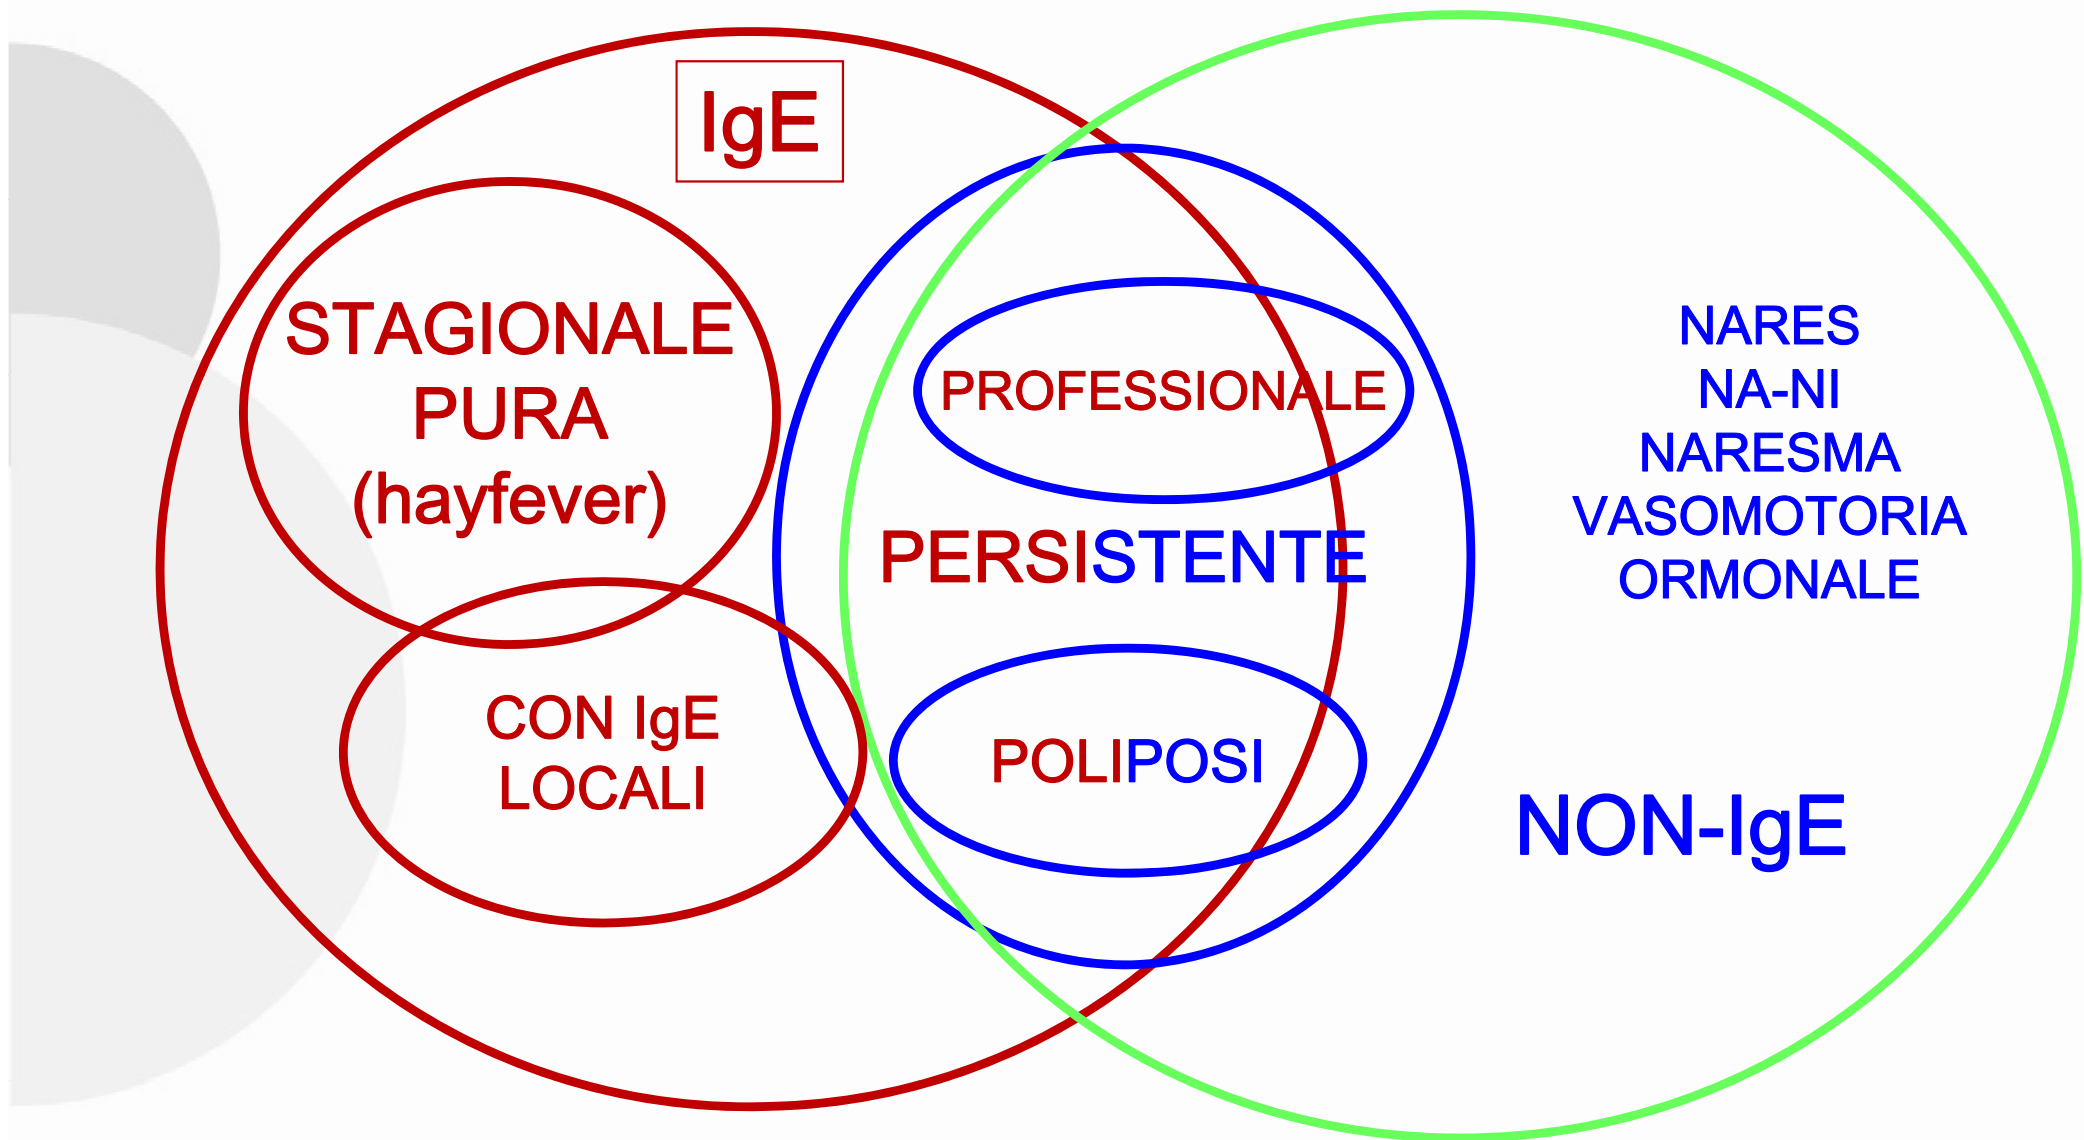 IgE
STAGIONALE
PURA
(hayfever)
CON IgE
LOCALI
PROFESSIONALE
PERSISTENTE
POLIPOSI
NARES
NA-NI
NARESMA
VASOMOTORIA
ORMONALE
NON-IgE